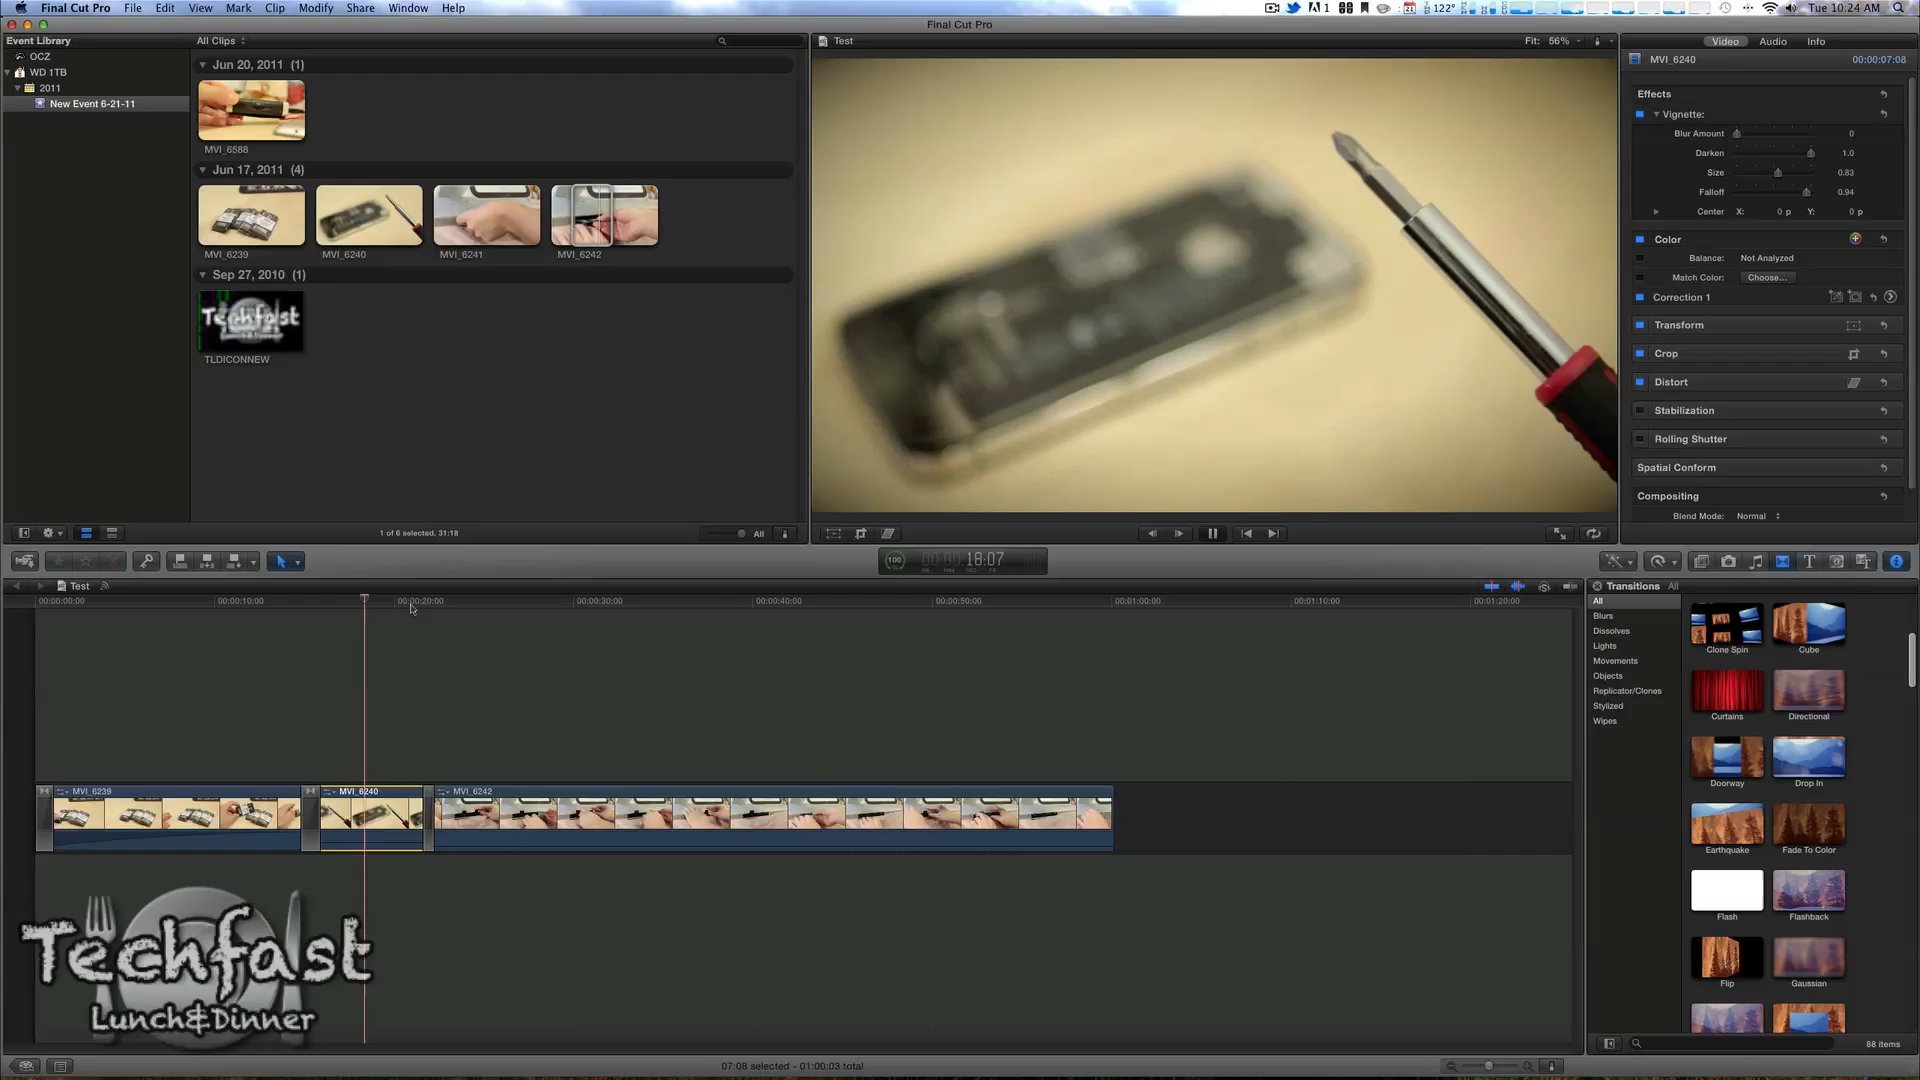 Final Cut Pro File Edit View Mark Clip Modify Share Window Help
1 122° Tue 10:24 AM
Final Cut Pro
Event Library
OCZ
WD 1TB
2011
New Event 6-21-11
All Clips
Jun 20, 2011 (1)
MVI_6588
Jun 17, 2011 (4)
MVI_6239 MVI_6240 MVI_6241 MVI_6242
Sep 27, 2010 (1)
Techfast
Lunch&Dinner
TLDICONNEW
1 of 6 selected, 31:18
All
Test
Fit: 56%
Video Audio Info
MVI_6240 00:00:07:08
Effects
Vignette:
Blur Amount 0
Darken 1.0
Size 0.83
Falloff 0.94
Center X: 0 p Y: 0 p
Color
Balance: Not Analyzed
Match Color: Choose...
Correction 1
Transform
Crop
Distort
Stabilization
Rolling Shutter
Spatial Conform
Compositing
Blend Mode: Normal
100 18:07
Test
00:00:00:00 00:00:10:00 00:00:20:00 00:00:30:00 00:00:40:00 00:00:50:00 00:01:00:00 00:01:10:00 00:01:20:00
MVI_6239 MVI_6240 MVI_6242
Techfast
Lunch&Dinner
07:08 selected - 01:00:03 total
Transitions All
All
Blurs
Dissolves
Lights
Movements
Objects
Replicator/Clones
Stylized
Wipes
Clone Spin Cube
Curtains Directional
Doorway Drop In
Earthquake Fade To Color
Flash Flashback
Flip Gaussian
88 items